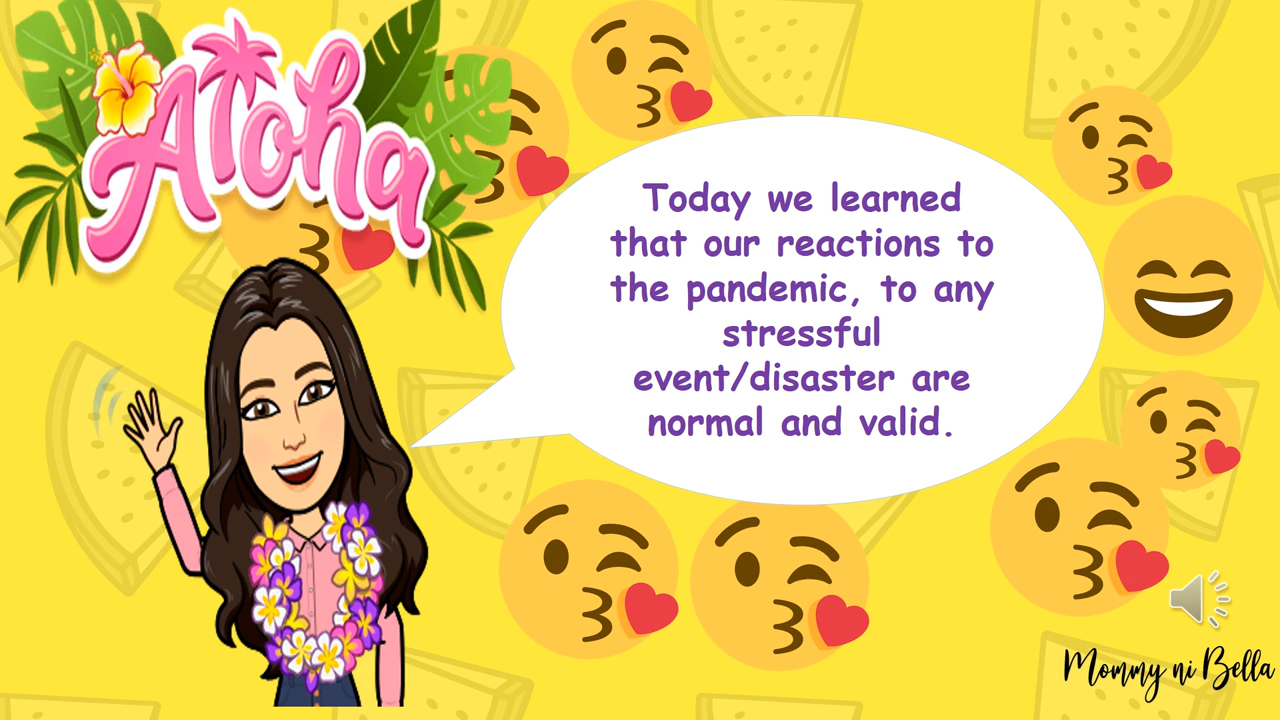 Aloha
Today we learned
that our reactions to
the pandemic, to any
stressful
event/disaster are
normal and valid.
Mommy ni Bella